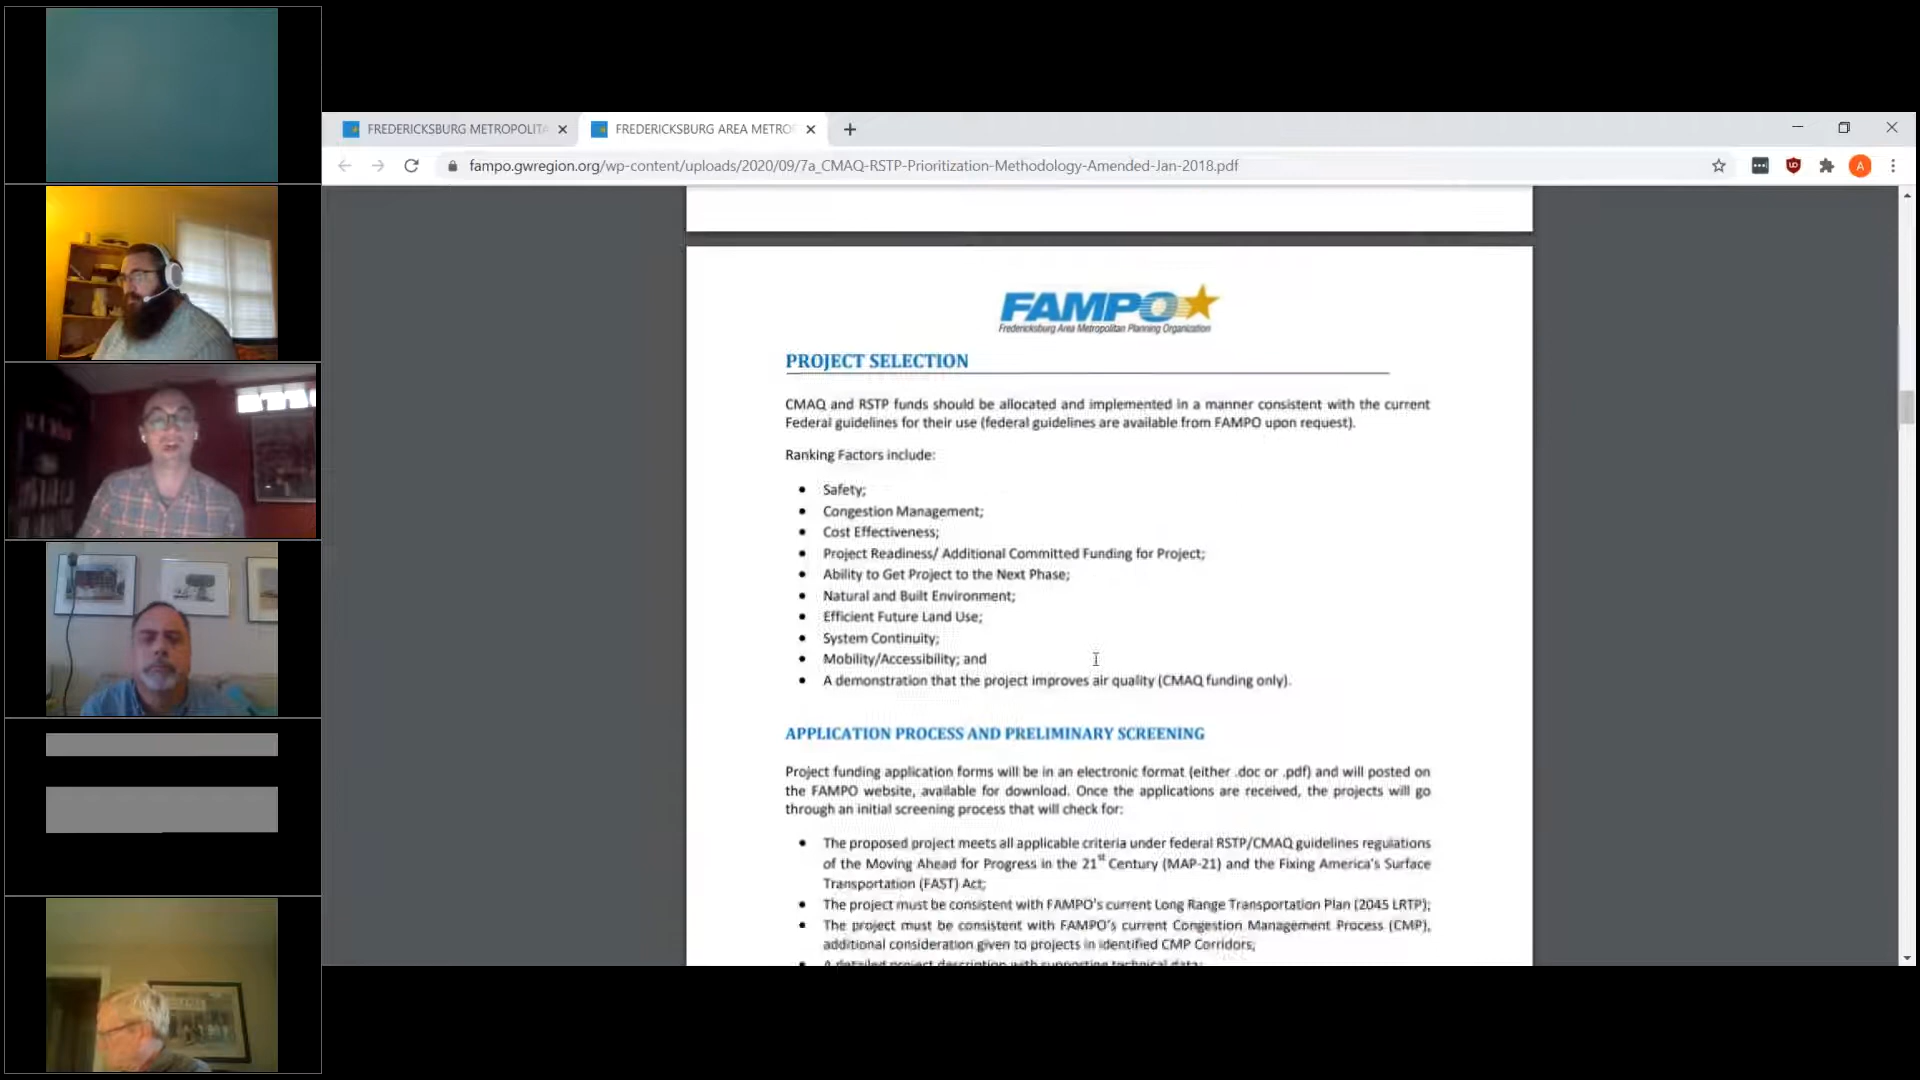 FREDERICKSBURG METROPOLIT
FREDERICKSBURG AREA METRO
fampo.gwregion.org/wp-content/uploads/2020/09/7a_CMAQ-RSTP-Prioritization-Methodology-Amended-Jan-2018.pdf
A
FAMPO
Fredericksburg Area Metropolitan Planning Organization
PROJECT SELECTION
CMAQ and RSTP funds should be allocated and implemented in a manner consistent with the current
Federal guidelines for their use (federal guidelines are available from FAMPO upon request).
Ranking Factors include:
• Safety;
• Congestion Management;
• Cost Effectiveness;
• Project Readiness/ Additional Committed Funding for Project;
• Ability to Get Project to the Next Phase;
• Natural and Built Environment;
• Efficient Future Land Use;
• System Continuity;
• Mobility/Accessibility; and
• A demonstration that the project improves air quality (CMAQ funding only).
APPLICATION PROCESS AND PRELIMINARY SCREENING
Project funding application forms will be in an electronic format (either .doc or .pdf) and will posted on
the FAMPO website, available for download. Once the applications are received, the projects will go
through an initial screening process that will check for:
• The proposed project meets all applicable criteria under federal RSTP/CMAQ guidelines regulations
of the Moving Ahead for Progress in the 21st Century (MAP-21) and the Fixing America's Surface
Transportation (FAST) Act;
• The project must be consistent with FAMPO's current Long Range Transportation Plan (2045 LRTP);
• The project must be consistent with FAMPO's current Congestion Management Process (CMP),
additional consideration given to projects in identified CMP Corridors;
• A detailed project description with supporting technical data;